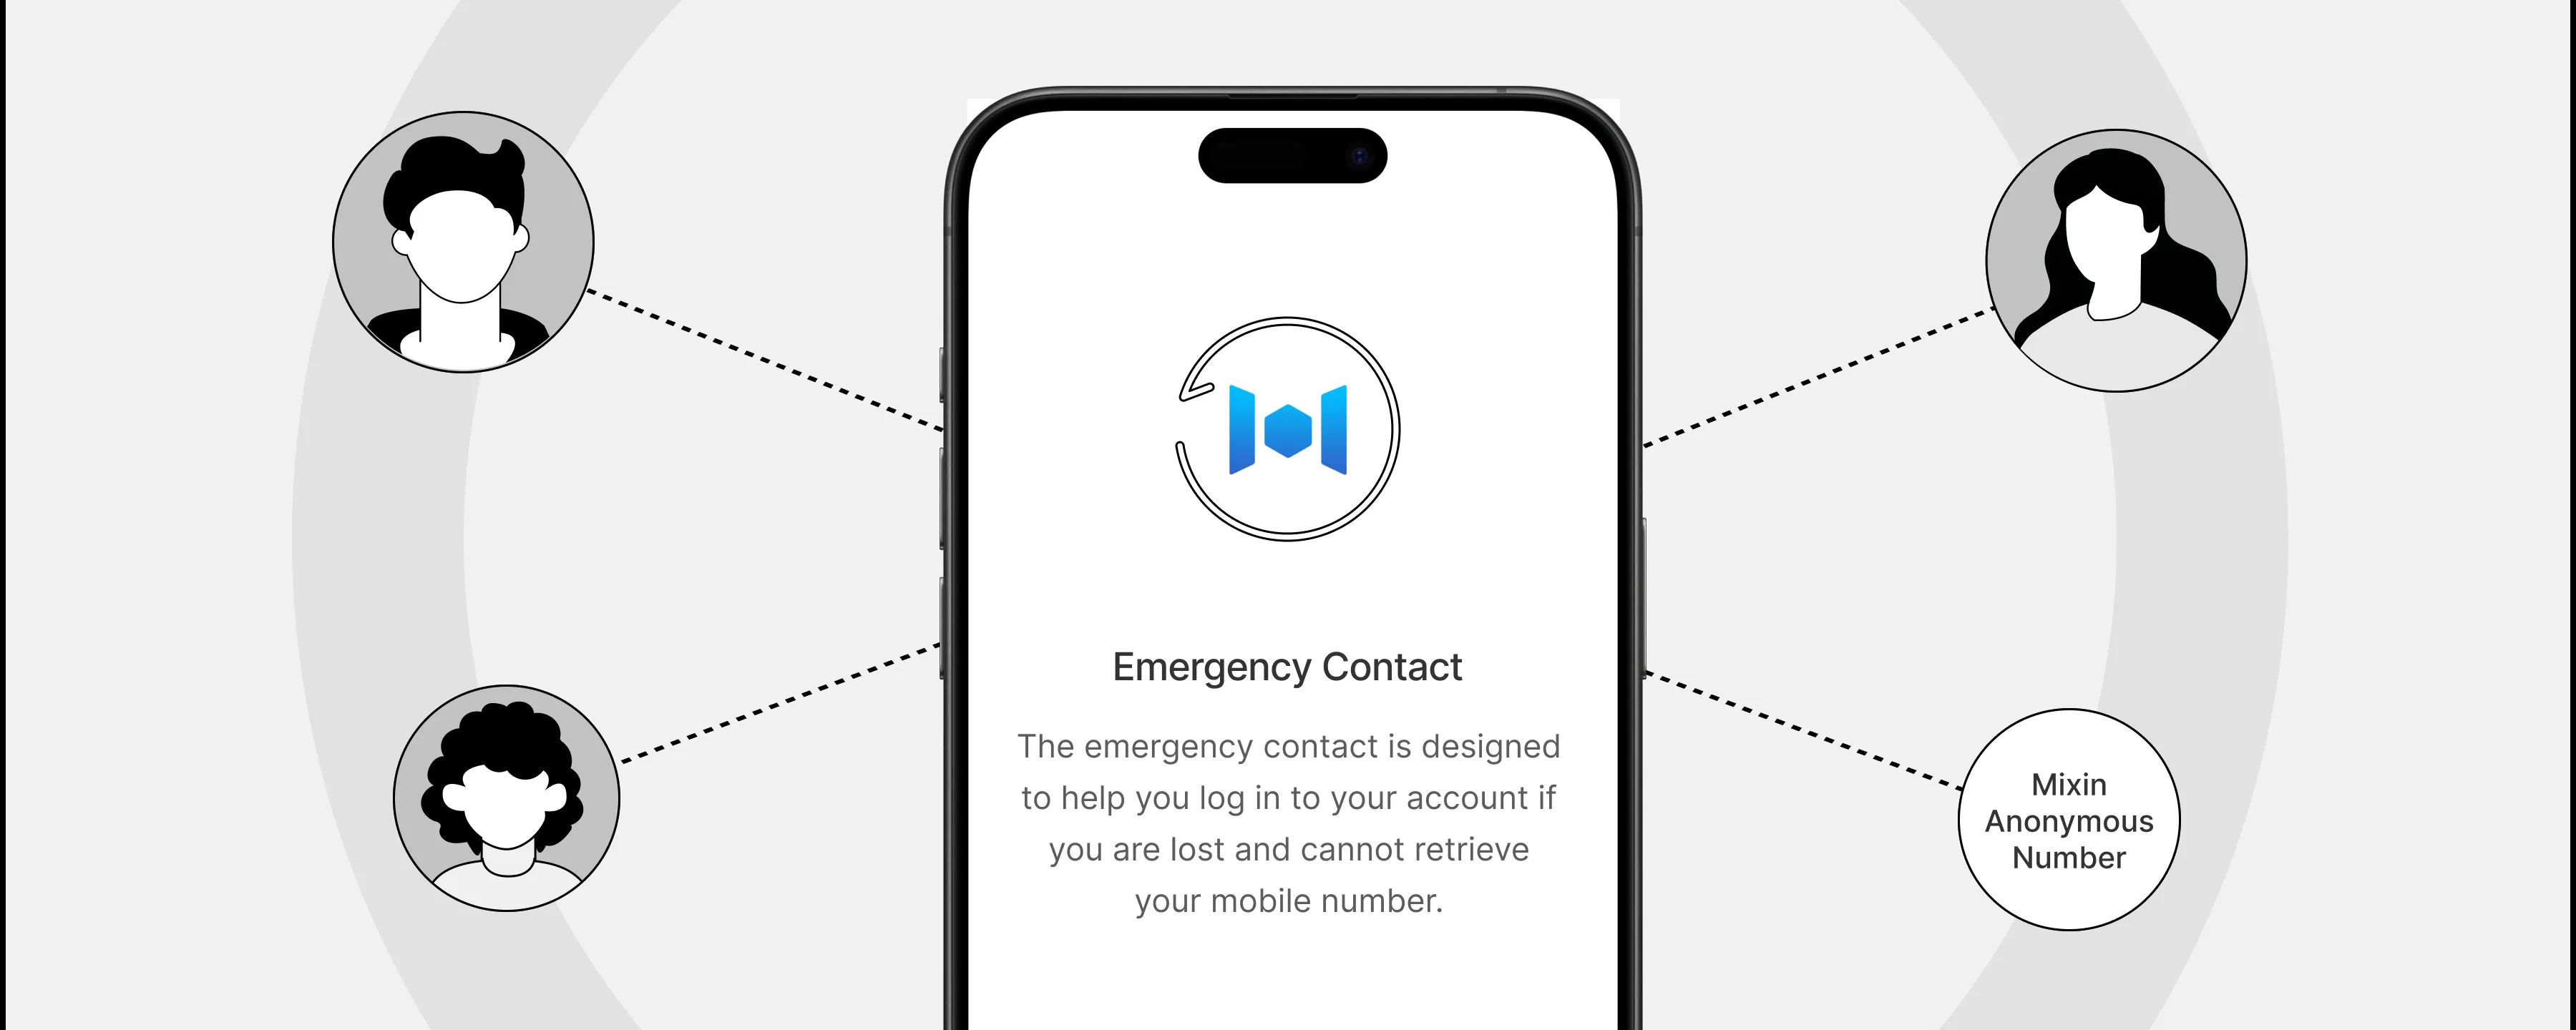 Emergency Contact
The emergency contact is designed
to help you log in to your account if
you are lost and cannot retrieve
your mobile number.
Mixin
Anonymous
Number